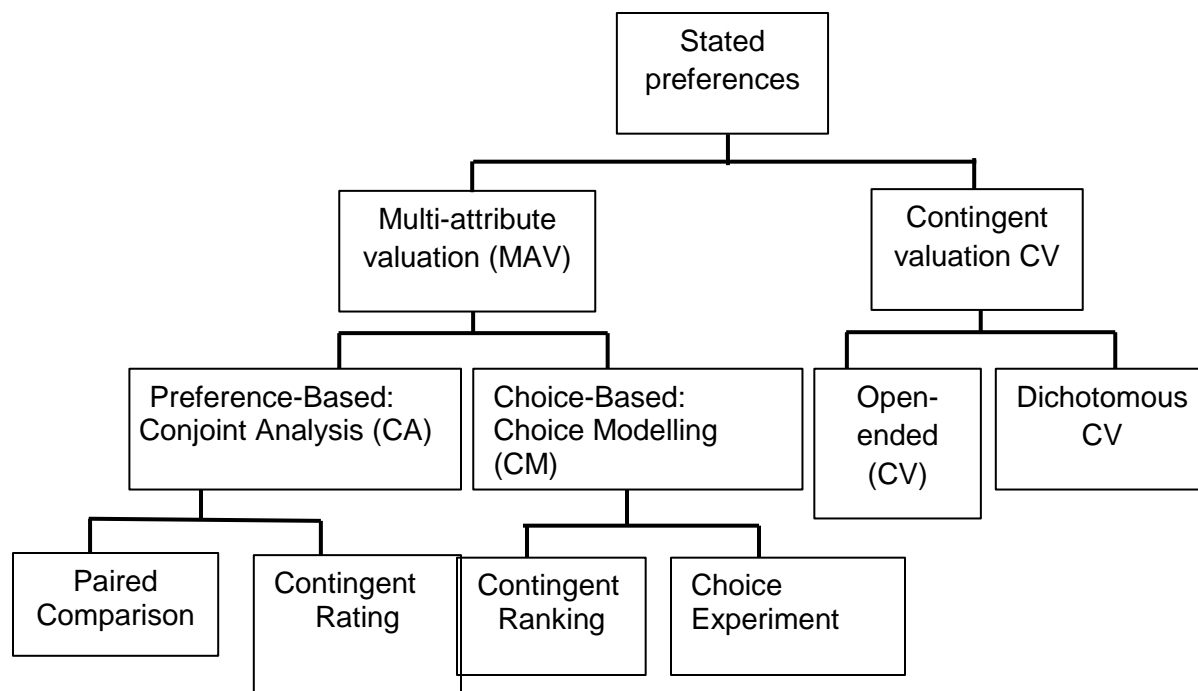 Stated
preferences
Multi-attribute
valuation (MAV)
Contingent
valuation CV
Preference-Based:
Conjoint Analysis (CA)
Choice-Based:
Choice Modelling
(CM)
Open-
ended
(CV)
Dichotomous
CV
Paired
Comparison
Contingent
Rating
Contingent
Ranking
Choice
Experiment